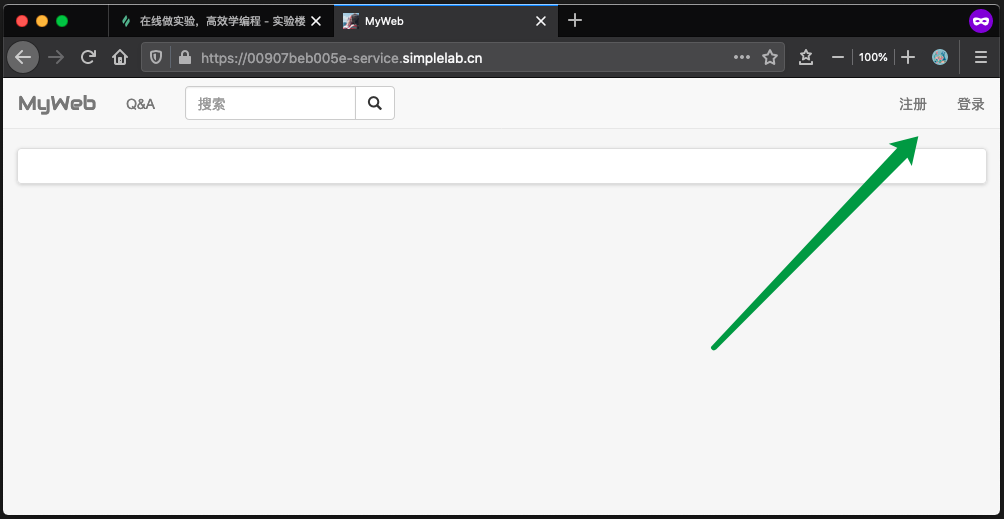 在线做实验，高效学编程 - 实验楼
MyWeb
https://00907beb005e-service.simplelab.cn
100%
MyWeb
Q&A
搜索
注册
登录